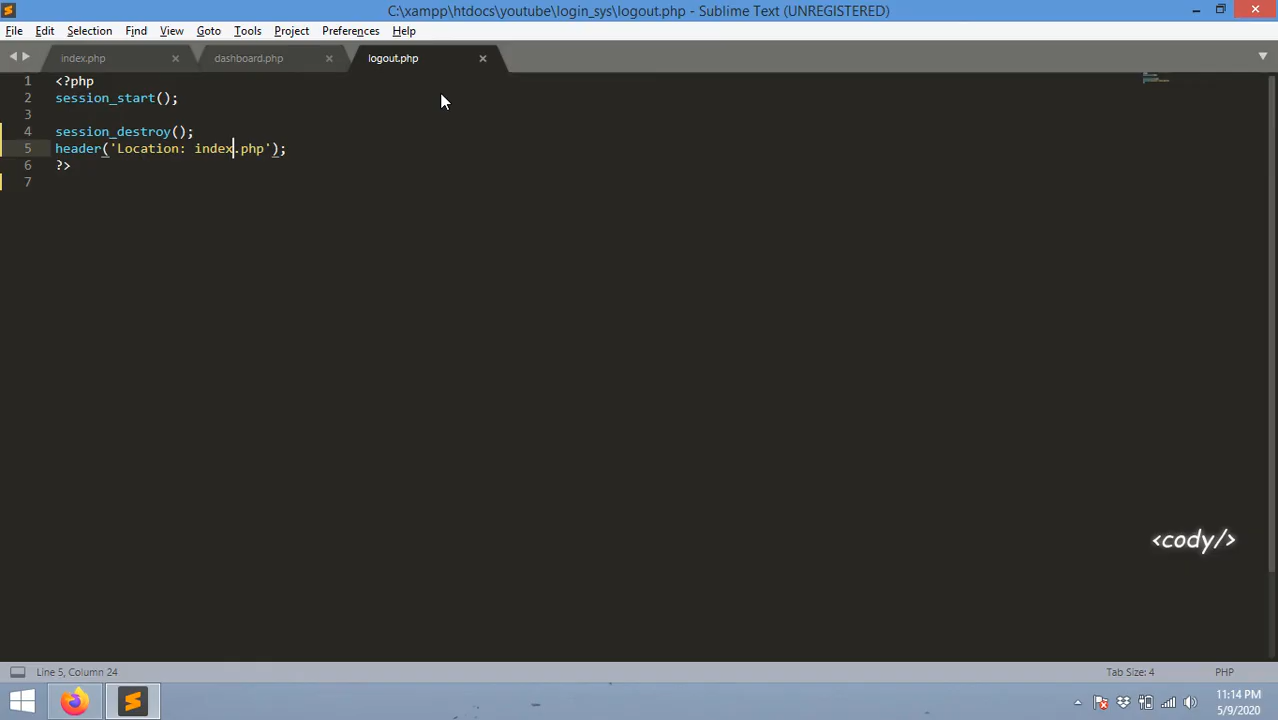 C:\xampp\htdocs\youtube\login_sys\logout.php - Sublime Text (UNREGISTERED)
File Edit Selection Find View Goto Tools Project Preferences Help
index.php dashboard.php logout.php
1 <?php
2 session_start();
3
4 session_destroy();
5 header('Location: index.php');
6 ?>
7
<cody/>
Line 5, Column 24 Tab Size: 4 PHP
11:14 PM
5/9/2020